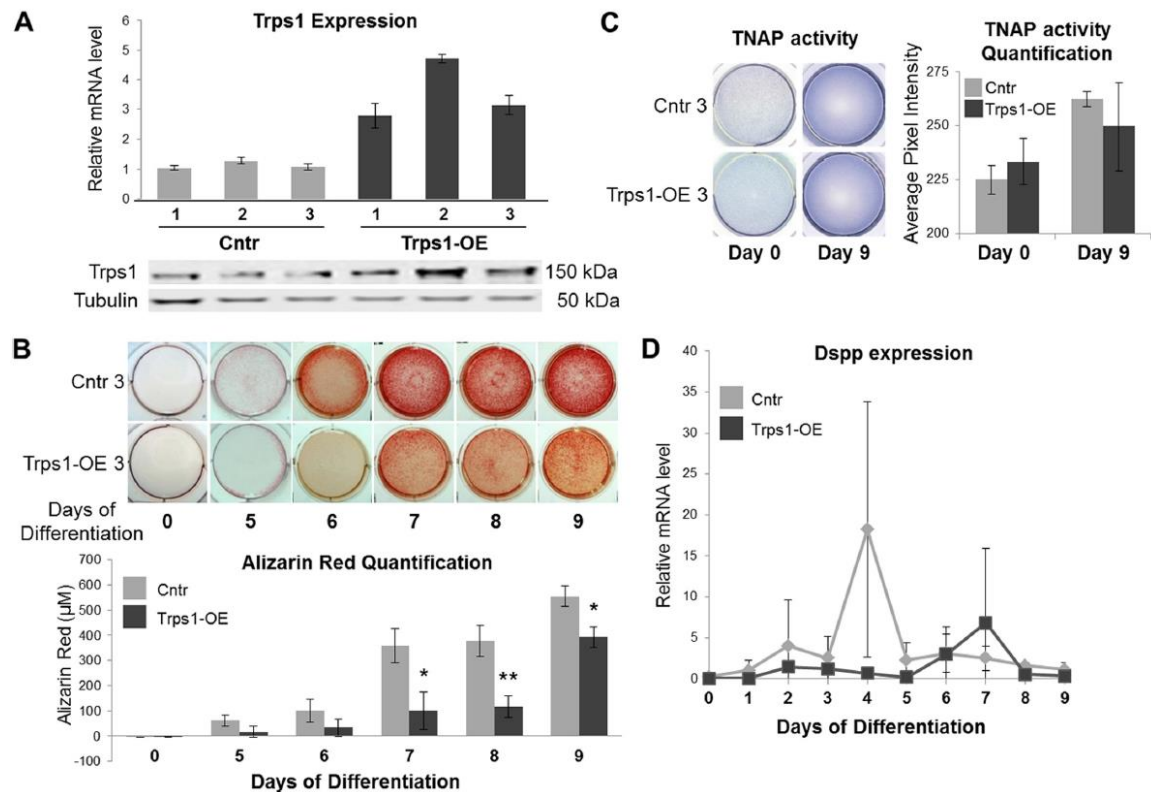 A
Trps1 Expression
Relative mRNA level
6
5
4
3
2
1
0
1 2 3 1 2 3
Cntr Trps1-OE
Trps1 150 kDa
Tubulin 50 kDa
B
Cntr 3
Trps1-OE 3
Days of
Differentiation
0 5 6 7 8 9
Alizarin Red Quantification
Alizarin Red (µM)
700
600
500
400
300
200
100
0
-100
Cntr
Trps1-OE
* ** *
0 5 6 7 8 9
Days of Differentiation
C
TNAP activity
Cntr 3
Trps1-OE 3
Day 0 Day 9
TNAP activity
Quantification
Average Pixel Intensity
275
250
225
200
Cntr
Trps1-OE
Day 0 Day 9
D
Dspp expression
Relative mRNA level
40
35
30
25
20
15
10
5
0
Cntr
Trps1-OE
0 1 2 3 4 5 6 7 8 9
Days of Differentiation